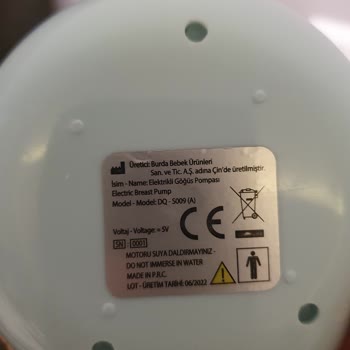 Üretici: Burda Bebek Ürünleri
San. ve Tic. A.Ş. adına Çin'de üretilmiştir.
İsim - Name: Elektrikli Göğüs Pompası
Electric Breast Pump
Model - Model: DQ - S009 (A)
Voltaj - Voltage: = 5V
SN 0001
MOTORU SUYA DALDIRMAYINIZ -
DO NOT IMMERSE IN WATER
MADE IN P.R.C.
LOT - ÜRETİM TARİHİ: 06/2022
CE